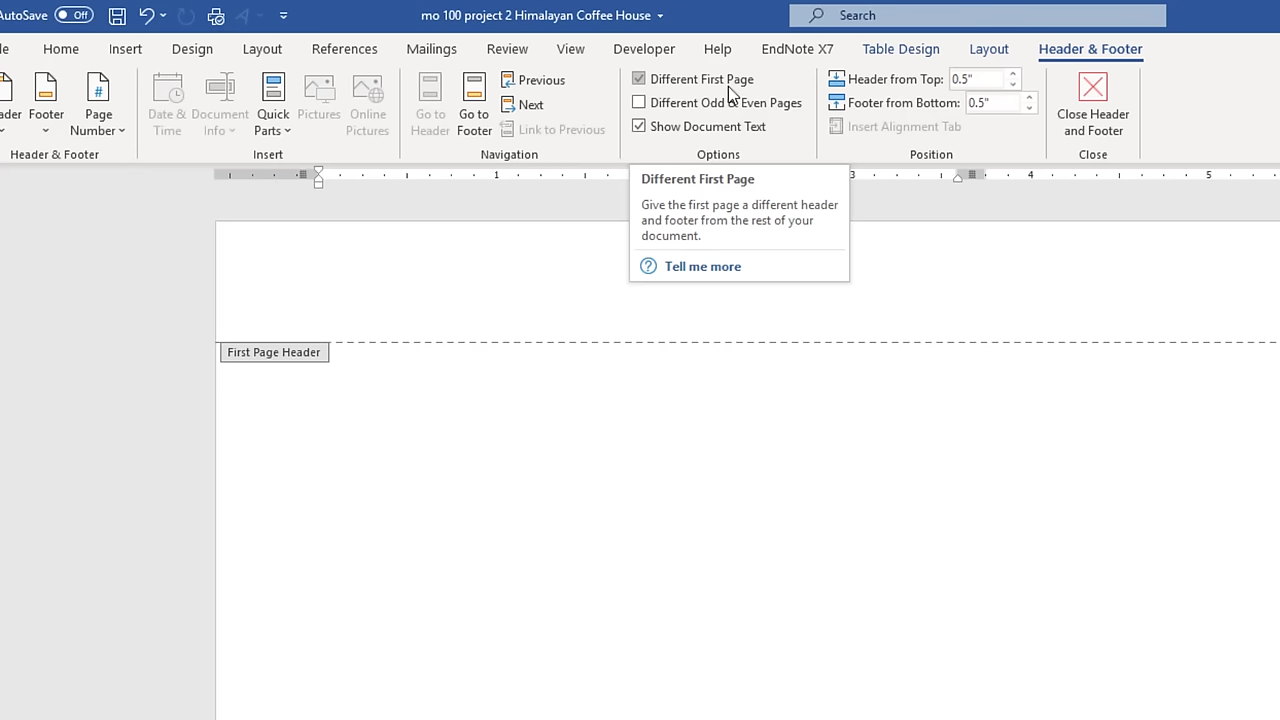 AutoSave Off
mo 100 project 2 Himalayan Coffee House
Search
Home Insert Design Layout References Mailings Review View Developer Help EndNote X7 Table Design Layout Header & Footer
Footer
Page
Number
Header & Footer
Date &
Time
Document
Info
Quick
Parts
Pictures
Online
Pictures
Insert
Go to
Header
Go to
Footer
Previous
Next
Link to Previous
Navigation
Different First Page
Different Odd & Even Pages
Show Document Text
Options
Header from Top: 0.5"
Footer from Bottom: 0.5"
Insert Alignment Tab
Position
Close Header
and Footer
Close
1 3 4 5
Different First Page
Give the first page a different header
and footer from the rest of your
document.
Tell me more
First Page Header